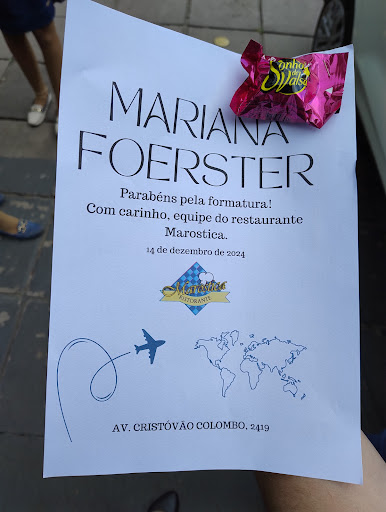 Sonho
de
Valsa
MARIANA
FOERSTER
Parabéns pela formatura!
Com carinho, equipe do restaurante
Marostica.
14 de dezembro de 2024
Marostica
RISTORANTE
AV. CRISTÓVÃO COLOMBO, 2419